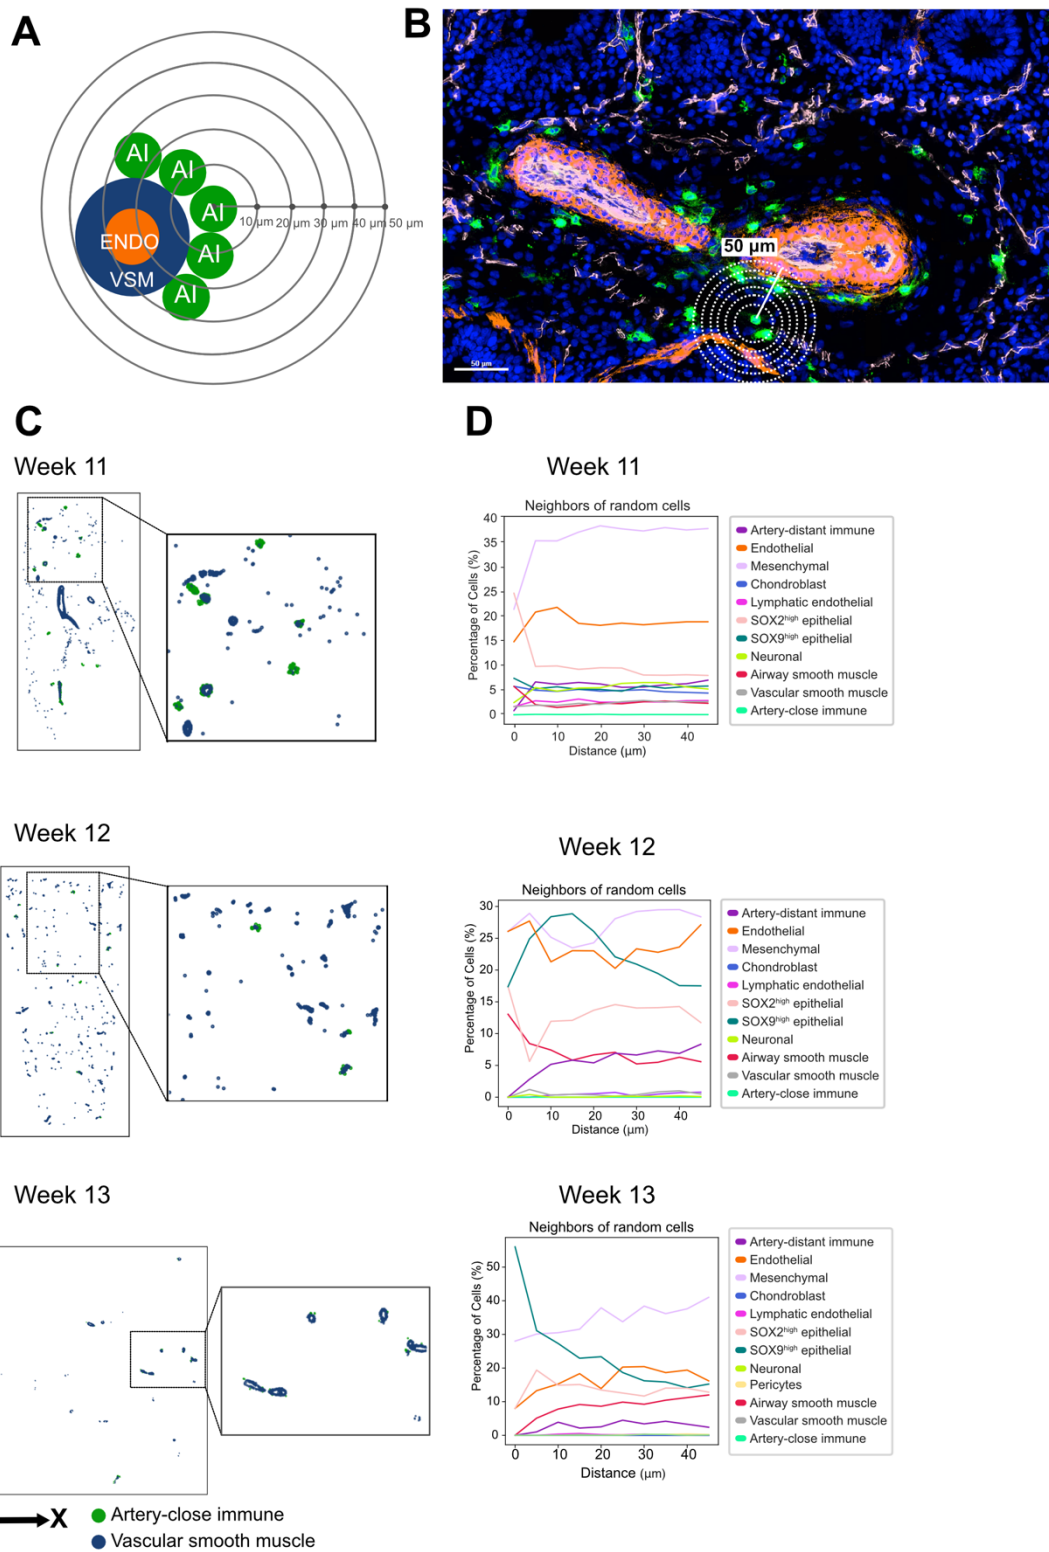 A
AI
AI
AI
ENDO
AI
VSM
AI
10 µm 20 µm 30 µm 40 µm 50 µm
B
50 µm
50 µm
C
D
Week 11
Week 11
Neighbors of random cells
Percentage of Cells (%)
40
35
30
25
20
15
10
5
0
0 10 20 30 40
Distance (µm)
Artery-distant immune
Endothelial
Mesenchymal
Chondroblast
Lymphatic endothelial
SOX2high epithelial
SOX9high epithelial
Neuronal
Airway smooth muscle
Vascular smooth muscle
Artery-close immune
Week 12
Week 12
Neighbors of random cells
Percentage of Cells (%)
30
25
20
15
10
5
0
0 10 20 30 40
Distance (µm)
Artery-distant immune
Endothelial
Mesenchymal
Chondroblast
Lymphatic endothelial
SOX2high epithelial
SOX9high epithelial
Neuronal
Airway smooth muscle
Vascular smooth muscle
Artery-close immune
Week 13
Week 13
Neighbors of random cells
Percentage of Cells (%)
50
40
30
20
10
0
0 10 20 30 40
Distance (µm)
Artery-distant immune
Endothelial
Mesenchymal
Chondroblast
Lymphatic endothelial
SOX2high epithelial
SOX9high epithelial
Neuronal
Pericytes
Airway smooth muscle
Vascular smooth muscle
Artery-close immune
X
Artery-close immune
Vascular smooth muscle